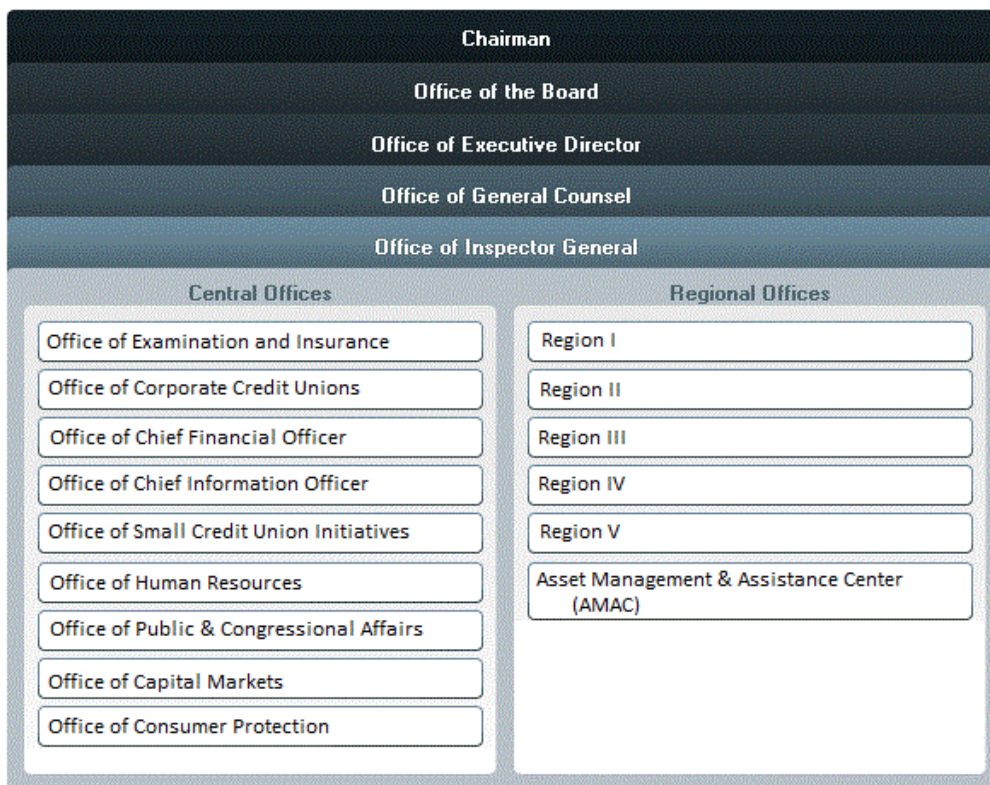 Chairman
Office of the Board
Office of Executive Director
Office of General Counsel
Office of Inspector General
Central Offices
Office of Examination and Insurance
Office of Corporate Credit Unions
Office of Chief Financial Officer
Office of Chief Information Officer
Office of Small Credit Union Initiatives
Office of Human Resources
Office of Public & Congressional Affairs
Office of Capital Markets
Office of Consumer Protection
Regional Offices
Region I
Region II
Region III
Region IV
Region V
Asset Management & Assistance Center
(AMAC)